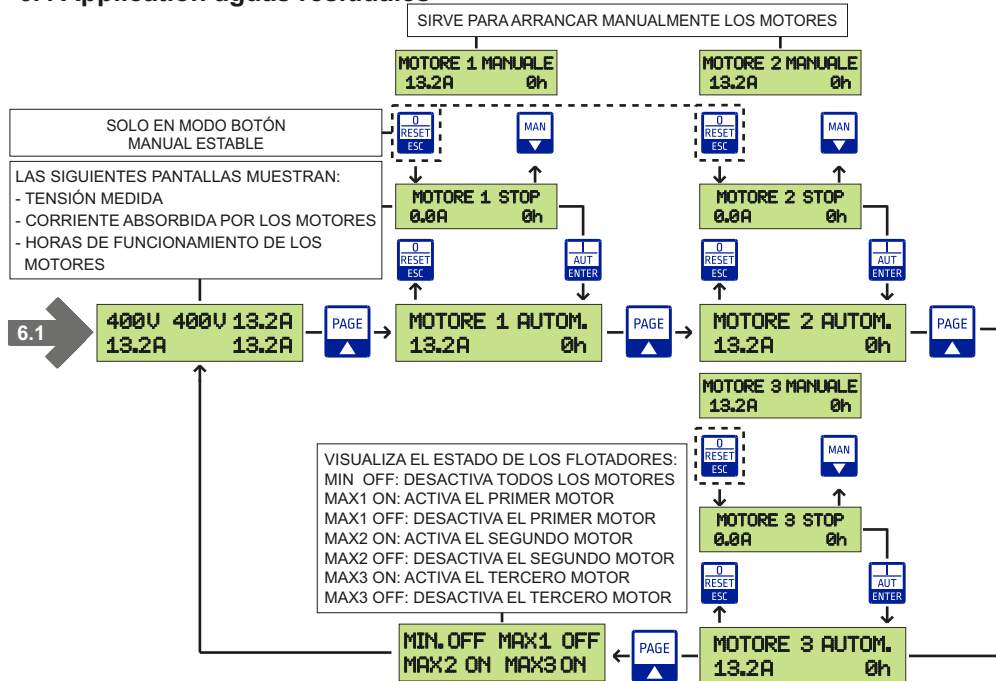 SIRVE PARA ARRANCAR MANUALMENTE LOS MOTORES
MOTORE 1 MANUALE
13.2A 0h
MOTORE 2 MANUALE
13.2A 0h
SOLO EN MODO BOTÓN
MANUAL ESTABLE
0
RESET
ESC
MAN
0
RESET
ESC
MAN
LAS SIGUIENTES PANTALLAS MUESTRAN:
- TENSIÓN MEDIDA
- CORRIENTE ABSORBIDA POR LOS MOTORES
- HORAS DE FUNCIONAMIENTO DE LOS
MOTORES
MOTORE 1 STOP
0.0A 0h
MOTORE 2 STOP
0.0A 0h
0
RESET
ESC
I
AUT
ENTER
0
RESET
ESC
I
AUT
ENTER
6.1
400V 400V 13.2A
13.2A 13.2A
PAGE
MOTORE 1 AUTOM.
13.2A 0h
PAGE
MOTORE 2 AUTOM.
13.2A 0h
PAGE
MOTORE 3 MANUALE
13.2A 0h
0
RESET
ESC
MAN
VISUALIZA EL ESTADO DE LOS FLOTADORES:
MIN OFF: DESACTIVA TODOS LOS MOTORES
MAX1 ON: ACTIVA EL PRIMER MOTOR
MAX1 OFF: DESACTIVA EL PRIMER MOTOR
MAX2 ON: ACTIVA EL SEGUNDO MOTOR
MAX2 OFF: DESACTIVA EL SEGUNDO MOTOR
MAX3 ON: ACTIVA EL TERCERO MOTOR
MAX3 OFF: DESACTIVA EL TERCERO MOTOR
MOTORE 3 STOP
0.0A 0h
0
RESET
ESC
I
AUT
ENTER
MIN.OFF MAX1 OFF
MAX2 ON MAX3 ON
PAGE
MOTORE 3 AUTOM.
13.2A 0h